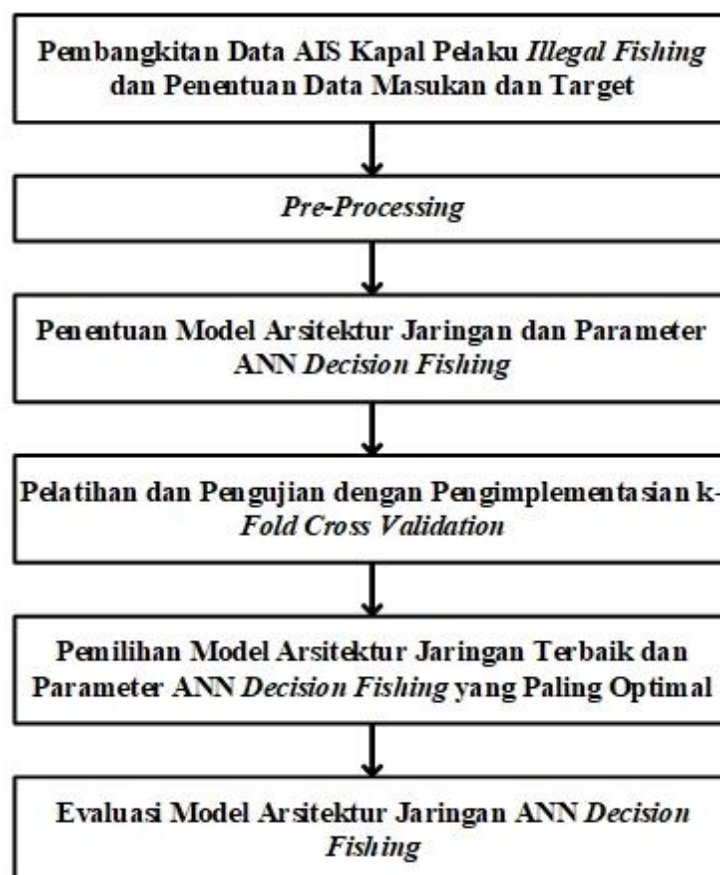 Pembangkitan Data AIS Kapal Pelaku Illegal Fishing
dan Penentuan Data Masukan dan Target
Pre-Processing
Penentuan Model Arsitektur Jaringan dan Parameter
ANN Decision Fishing
Pelatihan dan Pengujian dengan Pengimplementasian k-
Fold Cross Validation
Pemilihan Model Arsitektur Jaringan Terbaik dan
Parameter ANN Decision Fishing yang Paling Optimal
Evaluasi Model Arsitektur Jaringan ANN Decision
Fishing